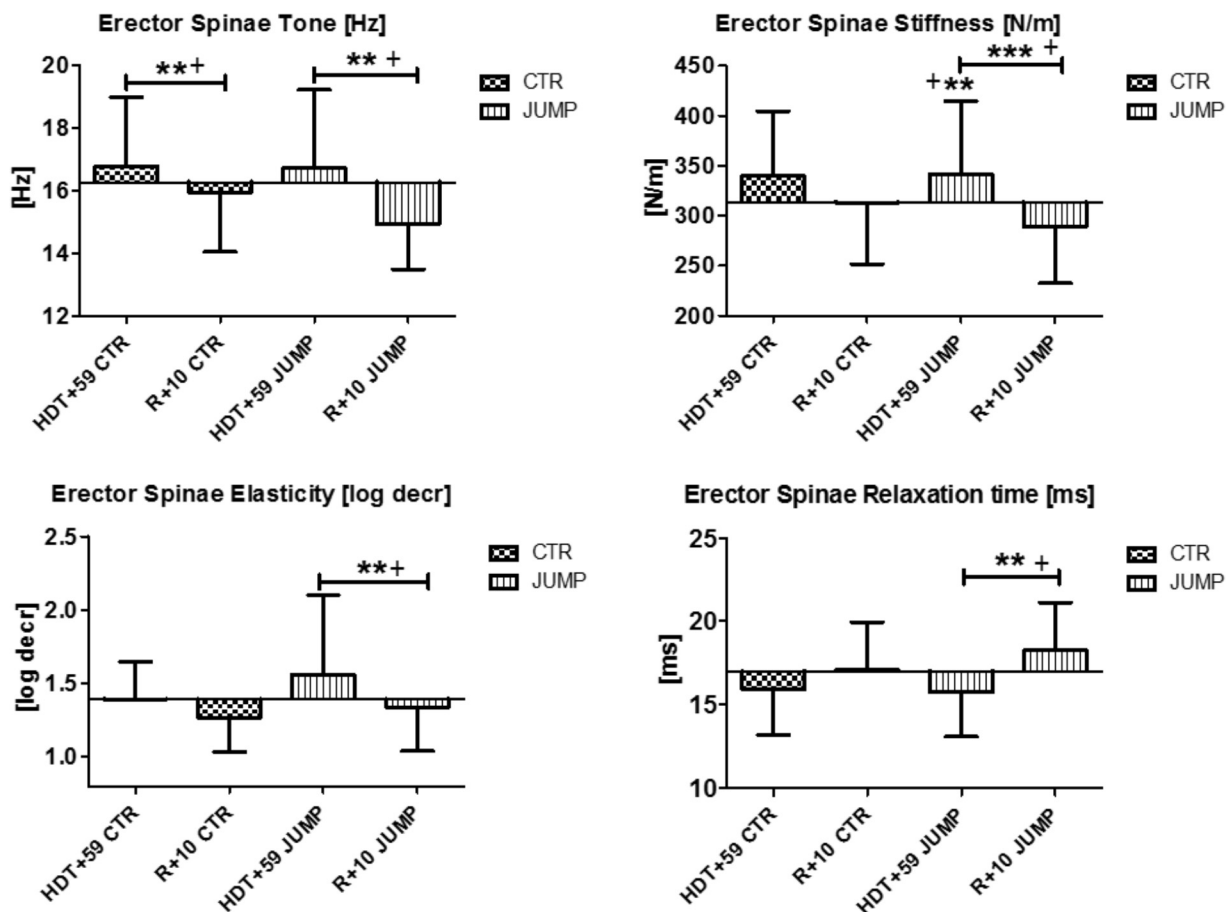 Erector Spinae Tone [Hz]
20
18
16
14
12
[Hz]
**+
** +
CTR
JUMP
HDT+59 CTR
R+10 CTR
HDT+59 JUMP
R+10 JUMP
Erector Spinae Stiffness [N/m]
450
400
350
300
250
200
[N/m]
+**
*** +
CTR
JUMP
HDT+59 CTR
R+10 CTR
HDT+59 JUMP
R+10 JUMP
Erector Spinae Elasticity [log decr]
2.5
2.0
1.5
1.0
[log decr]
**+
CTR
JUMP
HDT+59 CTR
R+10 CTR
HDT+59 JUMP
R+10 JUMP
Erector Spinae Relaxation time [ms]
25
20
15
10
[ms]
** +
CTR
JUMP
HDT+59 CTR
R+10 CTR
HDT+59 JUMP
R+10 JUMP